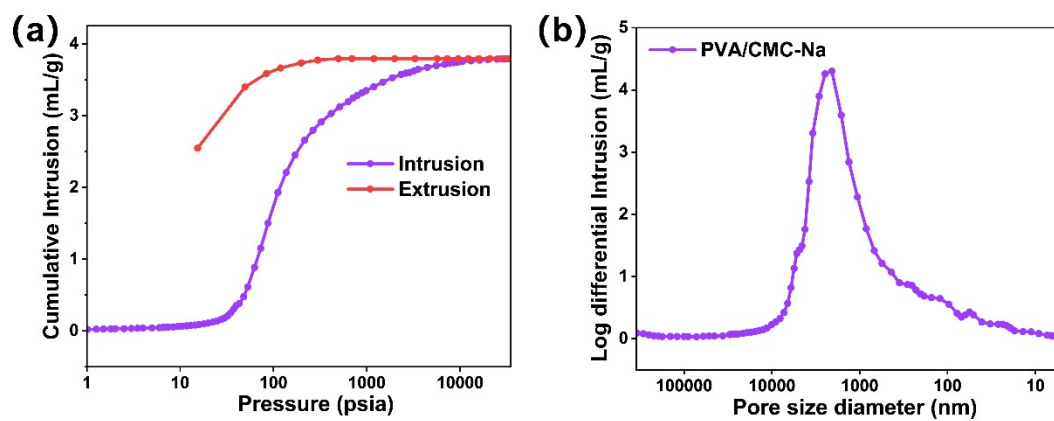 (a)
Cumulative Intrusion (mL/g)
4
3
2
1
0
Intrusion
Extrusion
1
10
100
1000
10000
Pressure (psia)
(b)
Log differential Intrusion (mL/g)
5
4
3
2
1
0
PVA/CMC-Na
100000
10000
1000
100
10
Pore size diameter (nm)